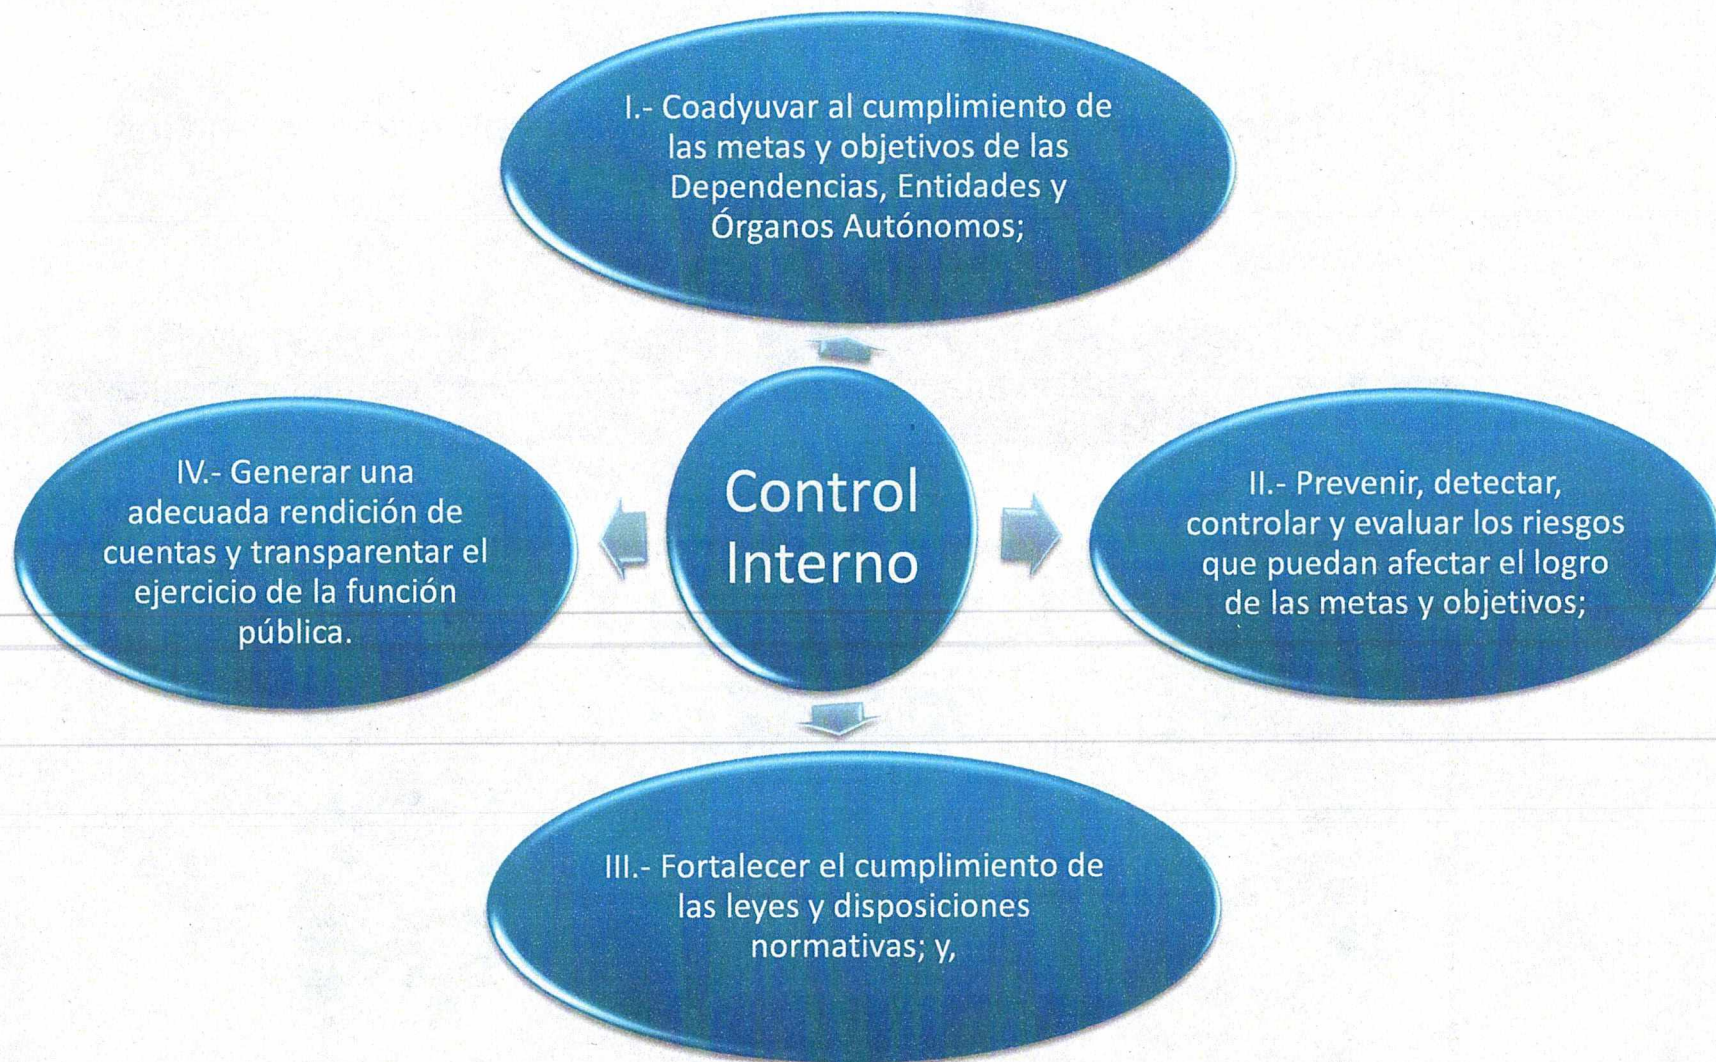 I.- Coadyuvar al cumplimiento de
las metas y objetivos de las
Dependencias, Entidades y
Órganos Autónomos;
Control
Interno
II.- Prevenir, detectar,
controlar y evaluar los riesgos
que puedan afectar el logro
de las metas y objetivos;
III.- Fortalecer el cumplimiento de
las leyes y disposiciones
normativas; y,
IV.- Generar una
adecuada rendición de
cuentas y transparentar el
ejercicio de la función
pública.